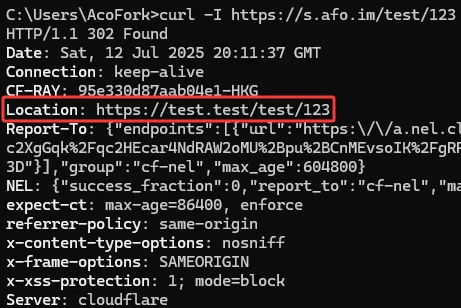 C:\Users\AcoFork>curl -I https://s.afo.im/test/123
HTTP/1.1 302 Found
Date: Sat, 12 Jul 2025 20:11:37 GMT
Connection: keep-alive
CF-RAY: 95e330d87aab04e1-HKG
Location: https://test.test/test/123
Report-To: {"endpoints":[{"url":"https:\/\/a.nel.cl
c2XgGqk%2Fqc2HEcar4NdRAW2oMU%2Bpu%2BCnMEvsoIK%2FgRF
3D"}],"group":"cf-nel","max_age":604800}
NEL: {"success_fraction":0,"report_to":"cf-nel","ma
expect-ct: max-age=86400, enforce
referrer-policy: same-origin
x-content-type-options: nosniff
x-frame-options: SAMEORIGIN
x-xss-protection: 1; mode=block
Server: cloudflare